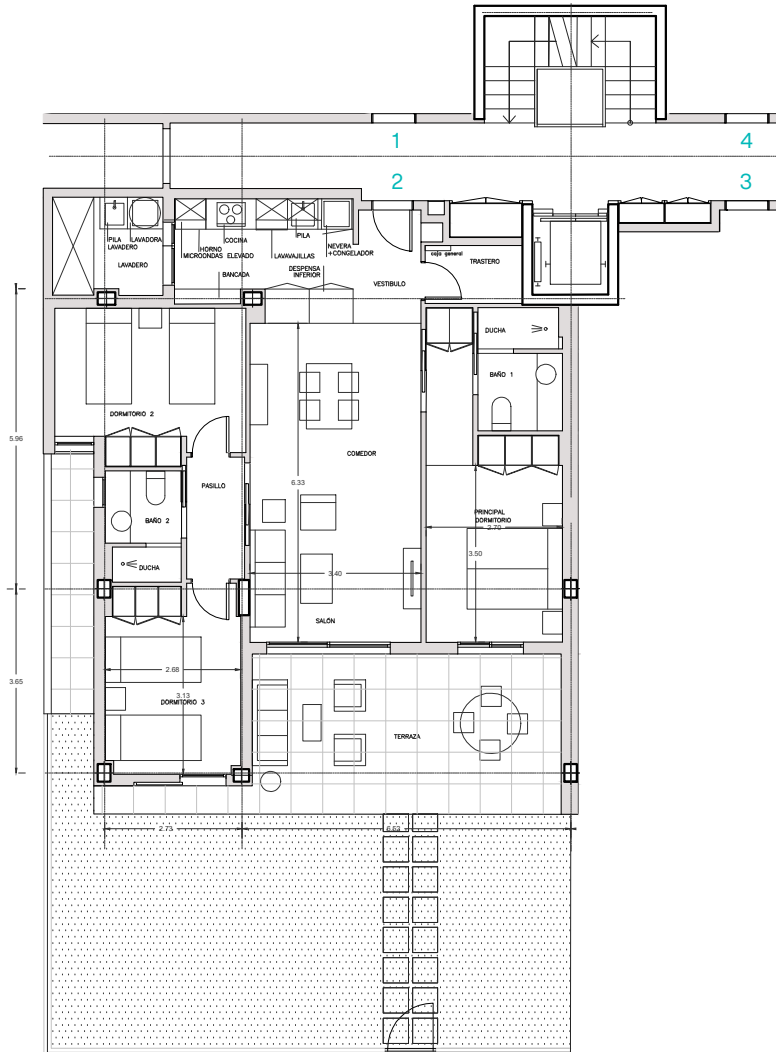 1
4
2
3
PILA
LAVADERO
LAVADORA
LAVADERO
HORNO
MICROONDAS
COCINA
ELEVADO
BANCADA
LAVAVAJILLAS
PILA
NEVERA
+CONGELADOR
DESPENSA
INFERIOR
VESTIBULO
caja general
TRASTERO
DUCHA
BAÑO 1
DORMITORIO 2
5.96
COMEDOR
PASILLO
6.33
PRINCIPAL
DORMITORIO
2.70
BAÑO 2
3.50
DUCHA
3.40
SALÓN
2.68
3.65
3.13
DORMITORIO 3
TERRAZA
2.73
6.62